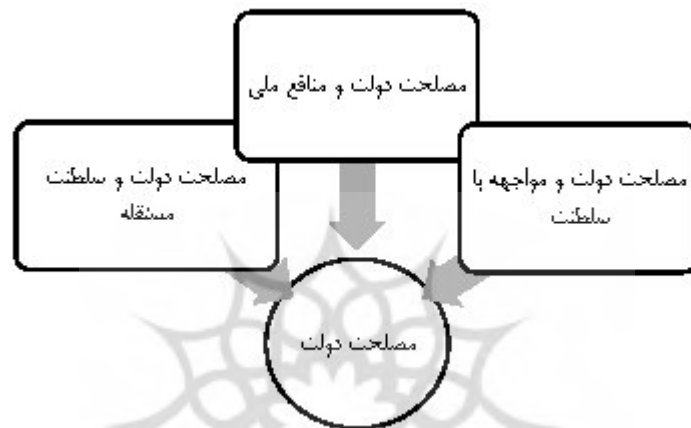 مصلحت دولت و منافع ملی
مصلحت دولت و مواجهه با
سلطنت
مصلحت دولت و سلطنت
مستقله
مصلحت دولت